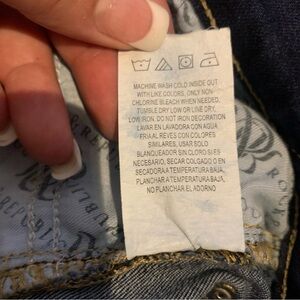 MACHINE WASH COLD INSIDE OUT
WITH LIKE COLORS, ONLY NON
CHLORINE BLEACH WHEN NEEDED,
TUMBLE DRY LOW OR LINE DRY,
LOW IRON. DO NOT IRON DECORATION
LAVAR EN LAVADORA CON AGUA
FRIA AL REVES CON COLORES
SIMILARES, USAR SOLO
BLANQUEADOR SIN CLORO SI ES
NECESARIO, SECAR COLGADO O EN
SECADORA A TEMPERATURA BAJA,
PLANCHAR A TEMPERATURA BAJA,
NO PLANCHAR EL ADORNO
REPUBLIC
ROCK